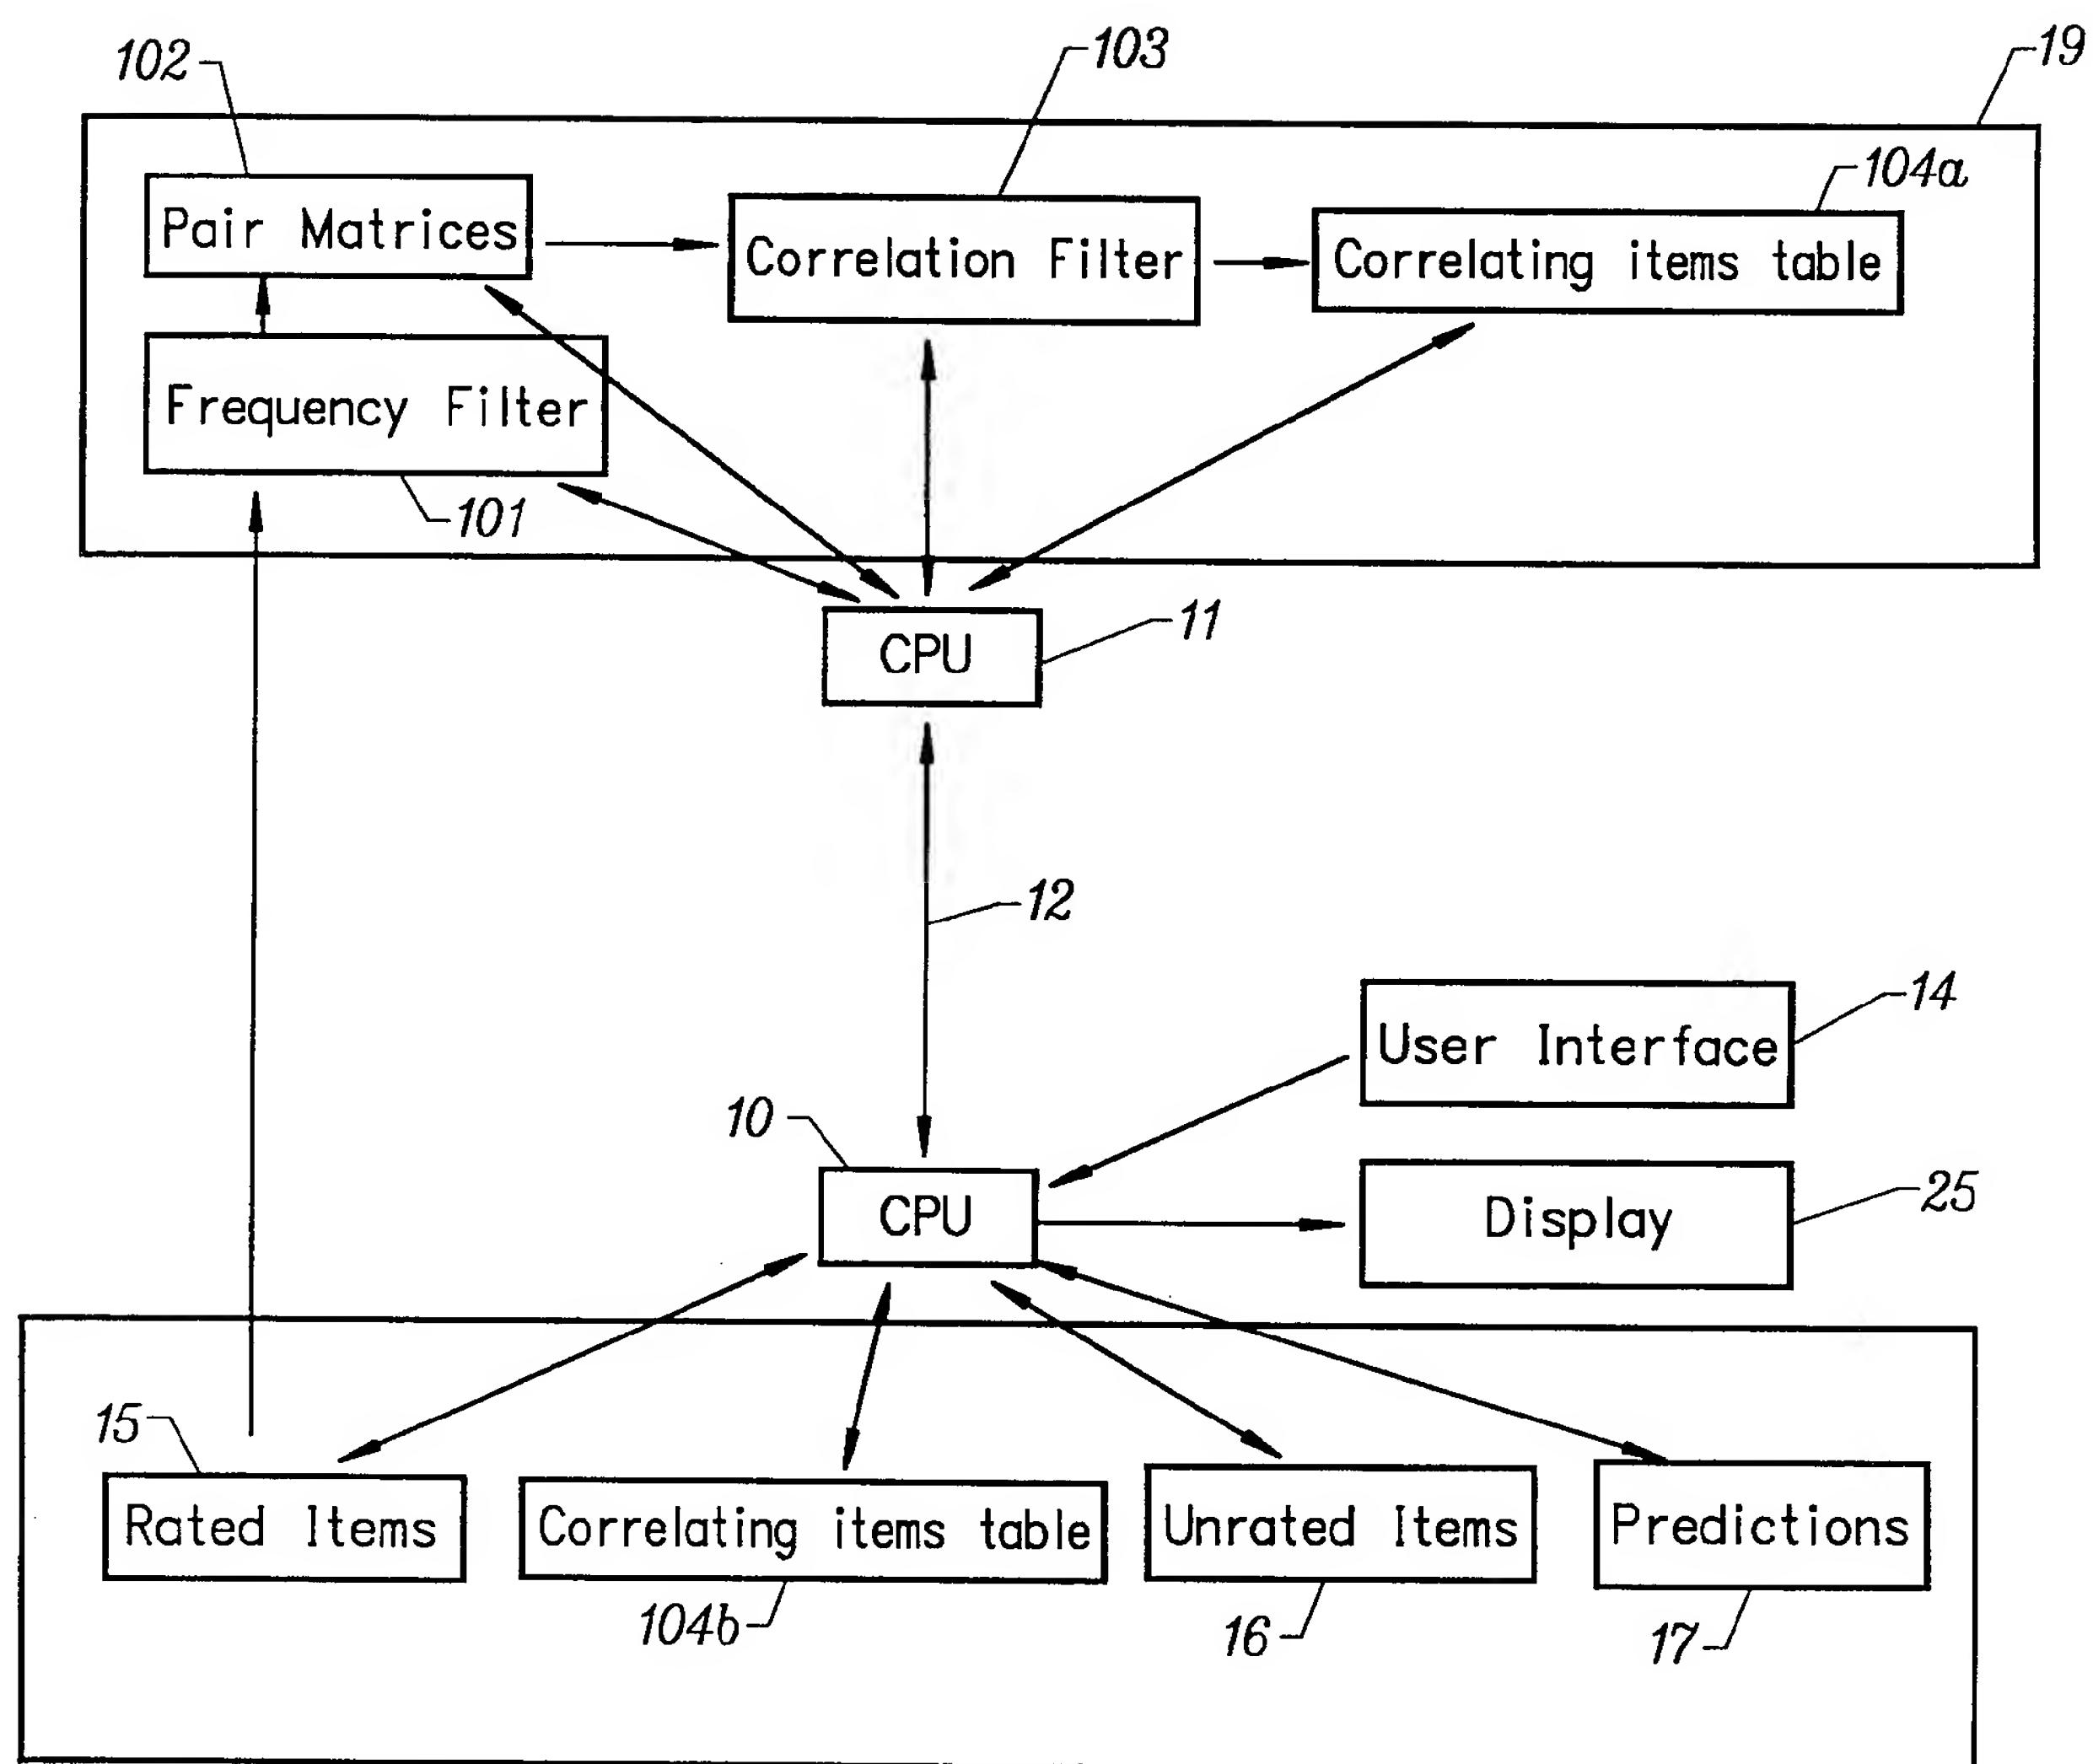 102
103
19
104a
Pair Matrices
Correlation Filter
Correlating items table
Frequency Filter
101
11
CPU
12
14
User Interface
10
CPU
25
Display
15
Rated Items
Correlating items table
Unrated Items
Predictions
104b
16
17